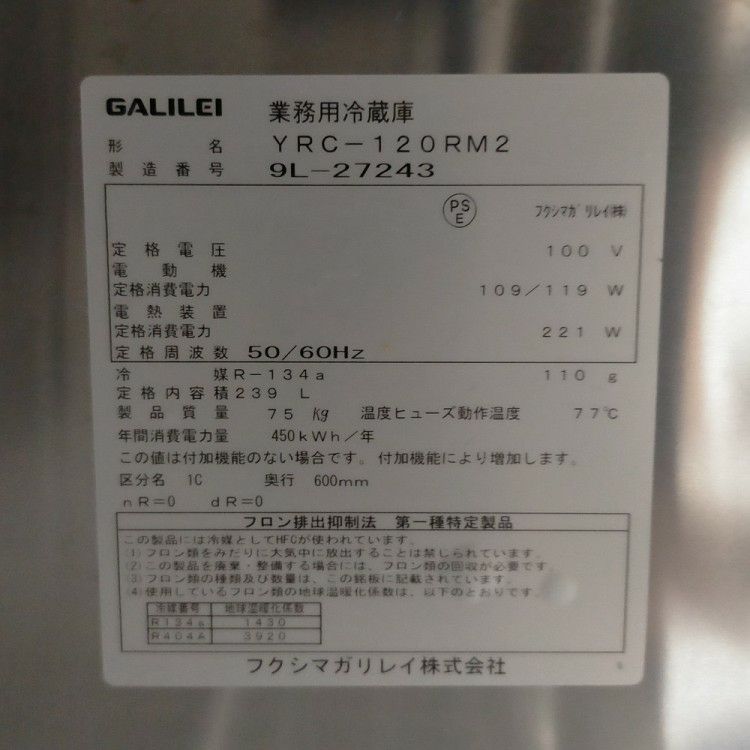 GALILEI 業務用冷蔵庫
形名 YRC-120RM2
製造番号 9L-27243
PS E フクシマガリレイ(株)
定格電圧 100 V
電動機
定格消費電力 109/119 W
電熱装置
定格消費電力 221 W
定格周波数 50/60Hz
冷媒 R-134a 110 g
定格内容積 239 L
製品質量 75 kg 温度ヒューズ動作温度 77℃
年間消費電力量 450kWh/年
この値は付加機能のない場合です。付加機能により増加します。
区分名 1C 奥行 600mm
nR=0 dR=0
フロン排出抑制法 第一種特定製品
この製品には冷媒としてHFCが使われています。
(1)フロン類をみだりに大気中に放出することは禁じられています。
(2)この製品を廃棄・整備する場合には、フロン類の回収が必要です。
(3)フロン類の種類及び数量は、この銘板に記載されています。
(4)使用しているフロン類の地球温暖化係数は、以下のとおりです。
冷媒番号 地球温暖化係数
R134a 1430
R404A 3920
フクシマガリレイ株式会社